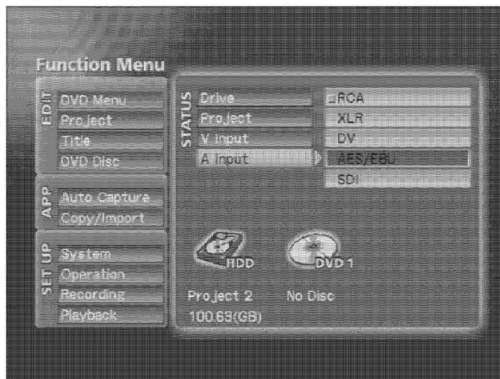 Function Menu
EDIT
DVD Menu
Project
Title
DVD Disc
APP
Auto Capture
Copy/Import
SET UP
System
Operation
Recording
Playback
STATUS
Drive
Project
V Input
A Input
RCA
XLR
DV
AES/EBU
SDI
HDD
DVD 1
Project 2
No Disc
100.63(GB)